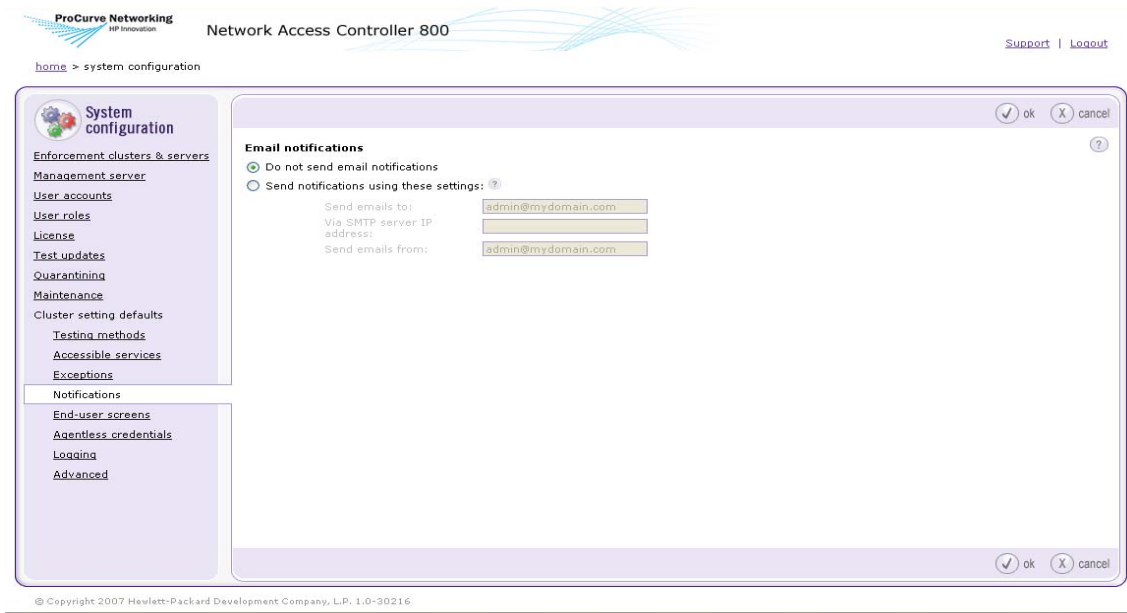 ProCurve Networking
HP Innovation
Network Access Controller 800
Support | Logout
home > system configuration
System
configuration
ok cancel
Enforcement clusters & servers
Management server
User accounts
User roles
License
Test updates
Quarantining
Maintenance
Cluster setting defaults
Testing methods
Accessible services
Exceptions
Notifications
End-user screens
Agentless credentials
Logging
Advanced
Email notifications
?
Do not send email notifications
Send notifications using these settings: ?
Send emails to: admin@mydomain.com
Via SMTP server IP
address:
Send emails from: admin@mydomain.com
ok X cancel
© Copyright 2007 Hewlett-Packard Development Company, L.P. 1.0-30216